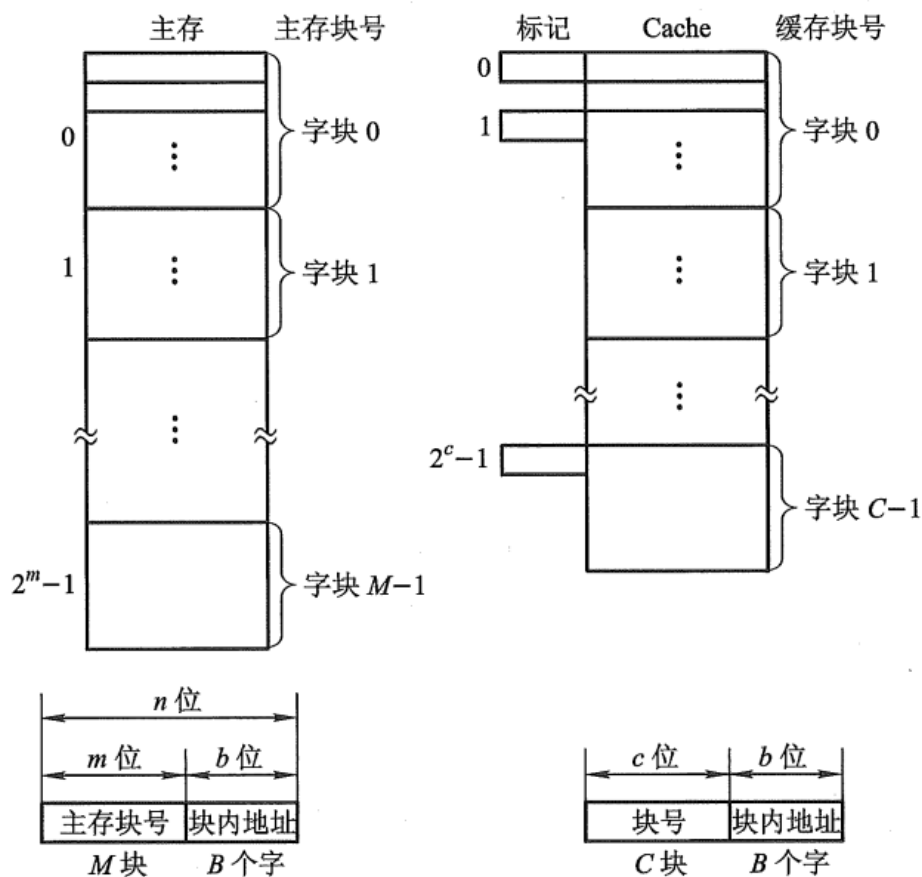 主存 主存块号
0
字块 0
⋮
1
字块 1
⋮
⋮
2^m−1
字块 M−1
n 位
m 位 b 位
主存块号 块内地址
M 块 B 个字
标记 Cache 缓存块号
0
1
字块 0
⋮
字块 1
⋮
⋮
2^c−1
字块 C−1
c 位 b 位
块号 块内地址
C 块 B 个字